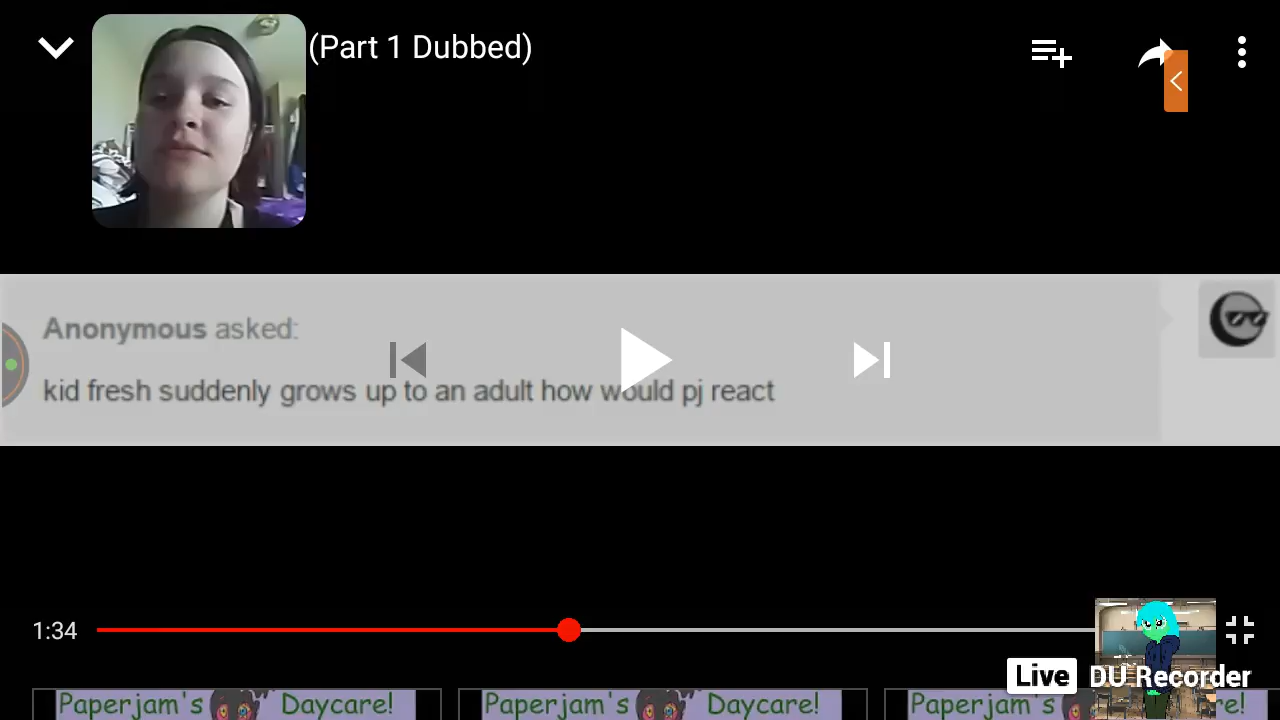 (Part 1 Dubbed)
Anonymous asked:
kid fresh suddenly grows up to an adult how would pj react
1:34
Live DU Recorder
Paperjam's Daycare! Paperjam's Daycare! Paperjam's re!